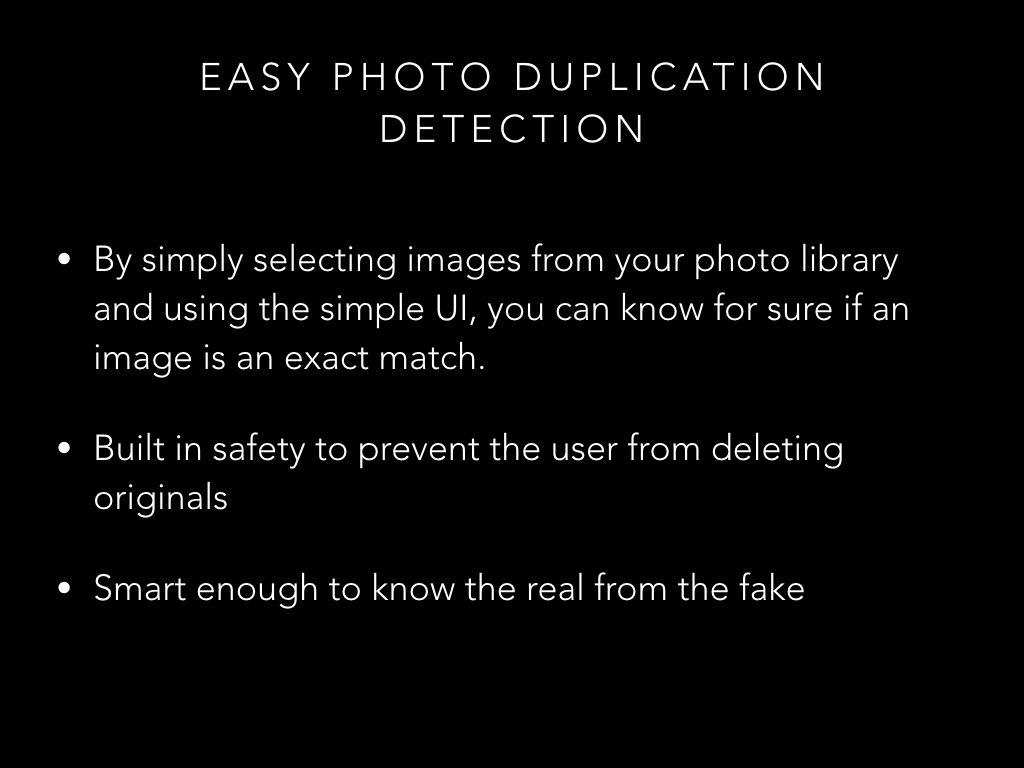 EASY PHOTO DUPLICATION
DETECTION
• By simply selecting images from your photo library
and using the simple UI, you can know for sure if an
image is an exact match.
• Built in safety to prevent the user from deleting
originals
• Smart enough to know the real from the fake